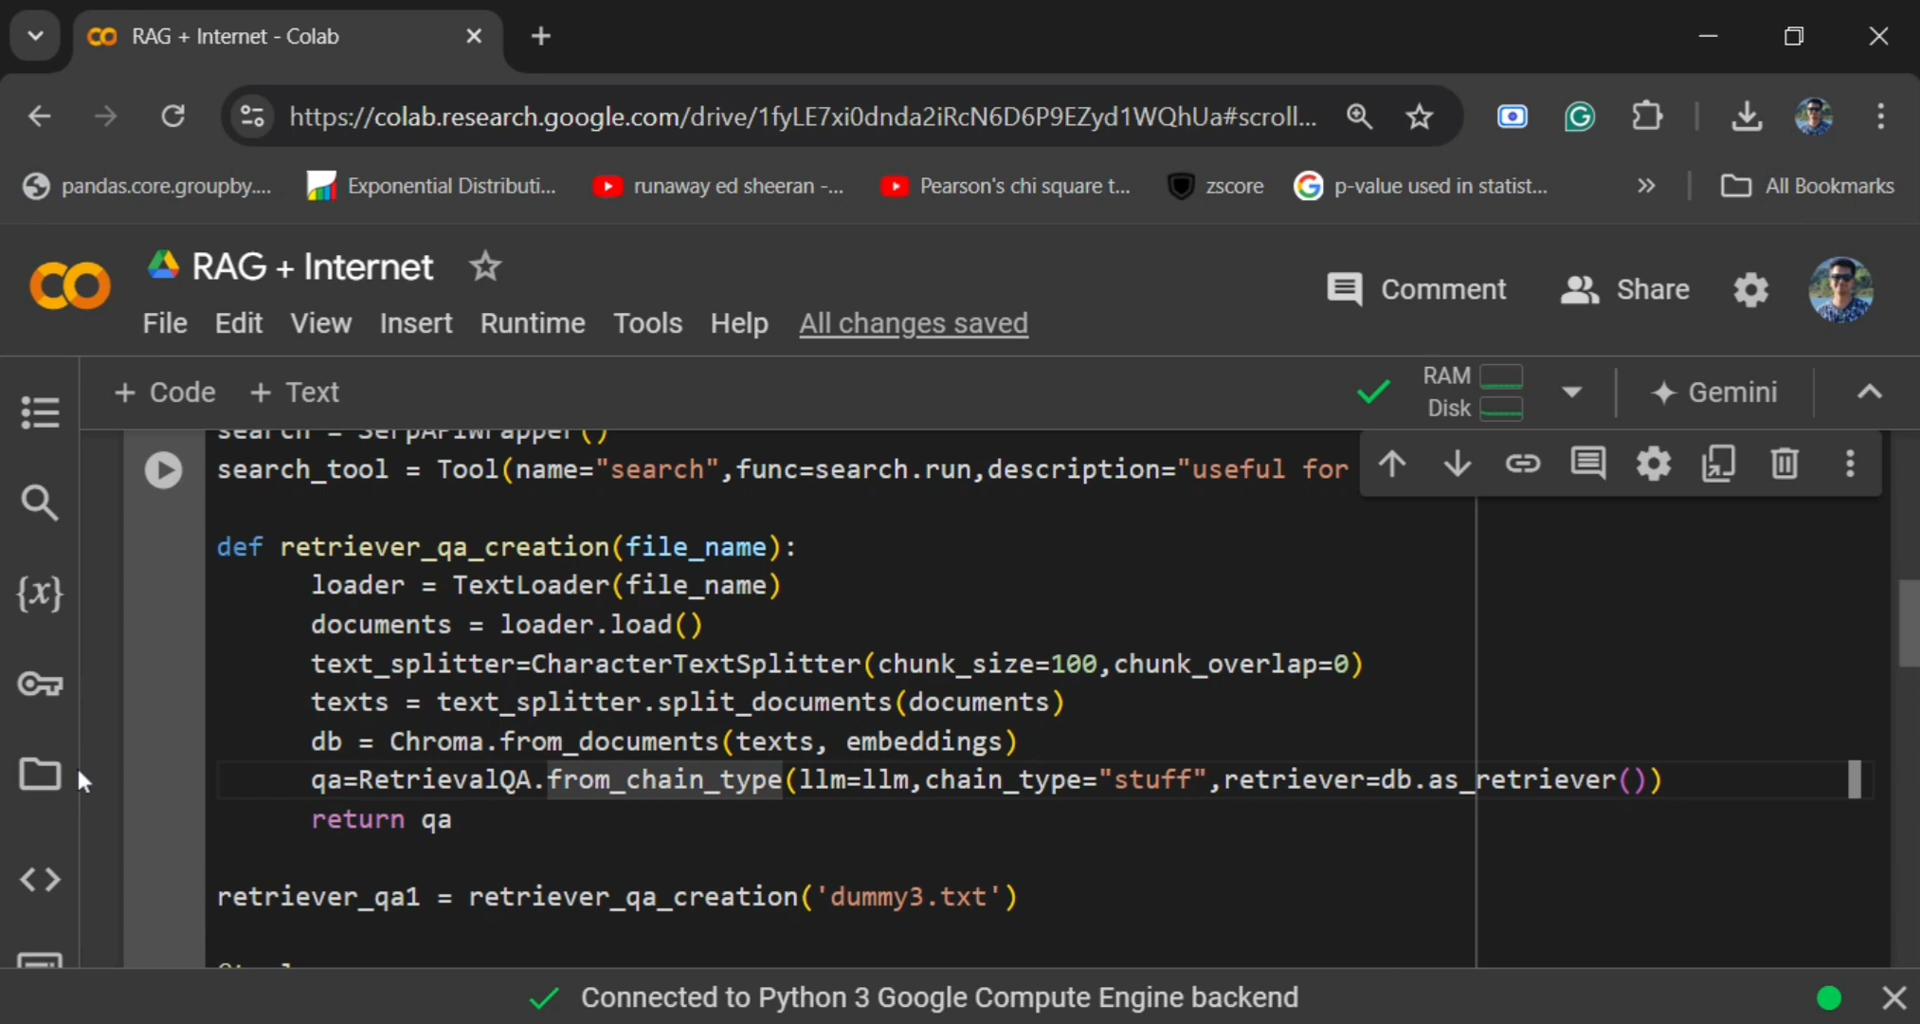 RAG + Internet - Colab
https://colab.research.google.com/drive/1fyLE7xi0dnda2iRcN6D6P9EZyd1WQhUa#scroll...
pandas.core.groupby.... Exponential Distributi... runaway ed sheeran -... Pearson's chi square t... zscore p-value used in statist... All Bookmarks
RAG + Internet
Comment Share
File Edit View Insert Runtime Tools Help All changes saved
+ Code + Text
RAM
Disk
Gemini
search = SerpAPIWrapper()
search_tool = Tool(name="search",func=search.run,description="useful for
def retriever_qa_creation(file_name):
loader = TextLoader(file_name)
documents = loader.load()
text_splitter=CharacterTextSplitter(chunk_size=100,chunk_overlap=0)
texts = text_splitter.split_documents(documents)
db = Chroma.from_documents(texts, embeddings)
qa=RetrievalQA.from_chain_type(llm=llm,chain_type="stuff",retriever=db.as_retriever())
return qa
retriever_qa1 = retriever_qa_creation('dummy3.txt')
Connected to Python 3 Google Compute Engine backend